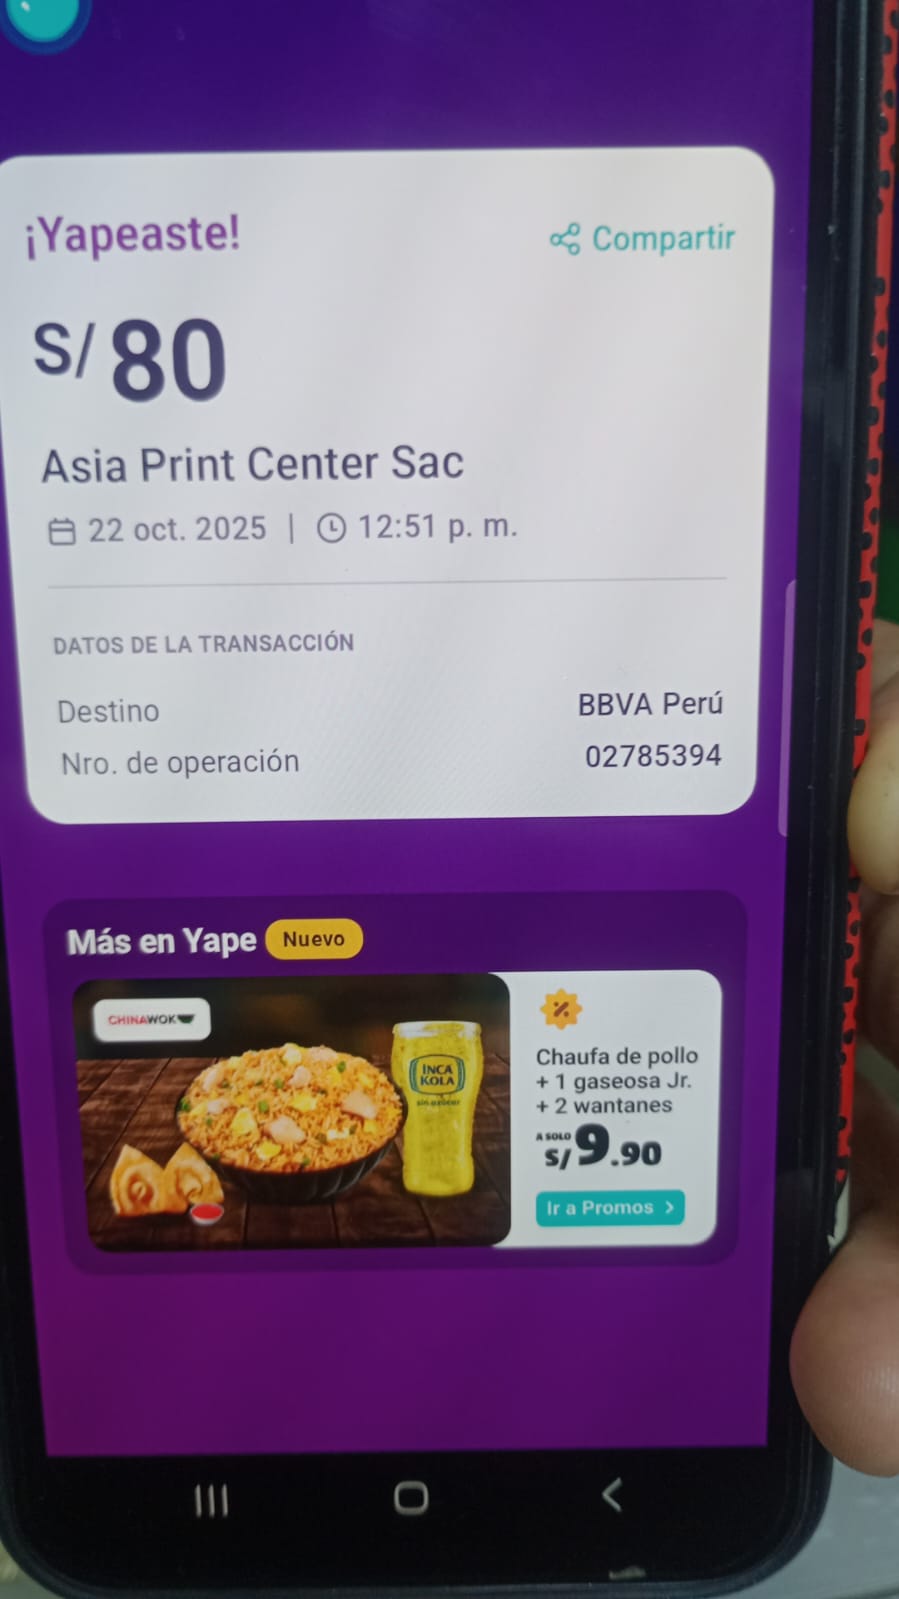 ¡Yapeaste!
Compartir
S/ 80
Asia Print Center Sac
22 oct. 2025 | 12:51 p. m.
DATOS DE LA TRANSACCIÓN
Destino BBVA Perú
Nro. de operación 02785394
Más en Yape Nuevo
CHINAWOK
INCA
KOLA
sin azúcar
%
Chaufa de pollo
+ 1 gaseosa Jr.
+ 2 wantanes
A SOLO
S/ 9.90
Ir a Promos >